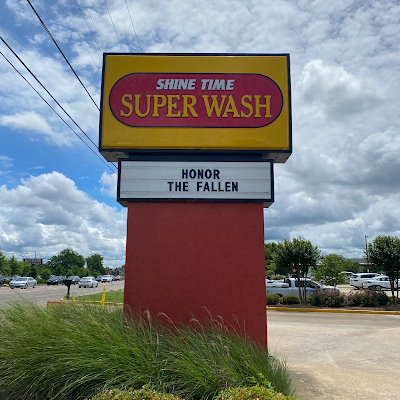 SHINE TIME
SUPER WASH
HONOR
THE FALLEN